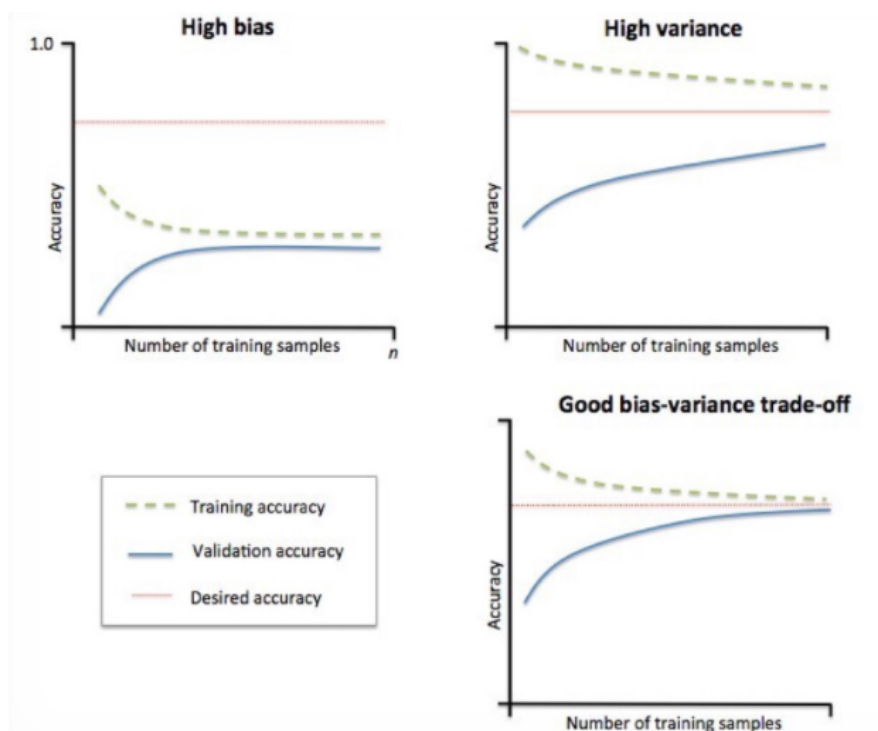 High bias
1.0
Accuracy
Number of training samples
n
High variance
Accuracy
Number of training samples
Good bias-variance trade-off
Accuracy
Number of training samples
Training accuracy
Validation accuracy
Desired accuracy